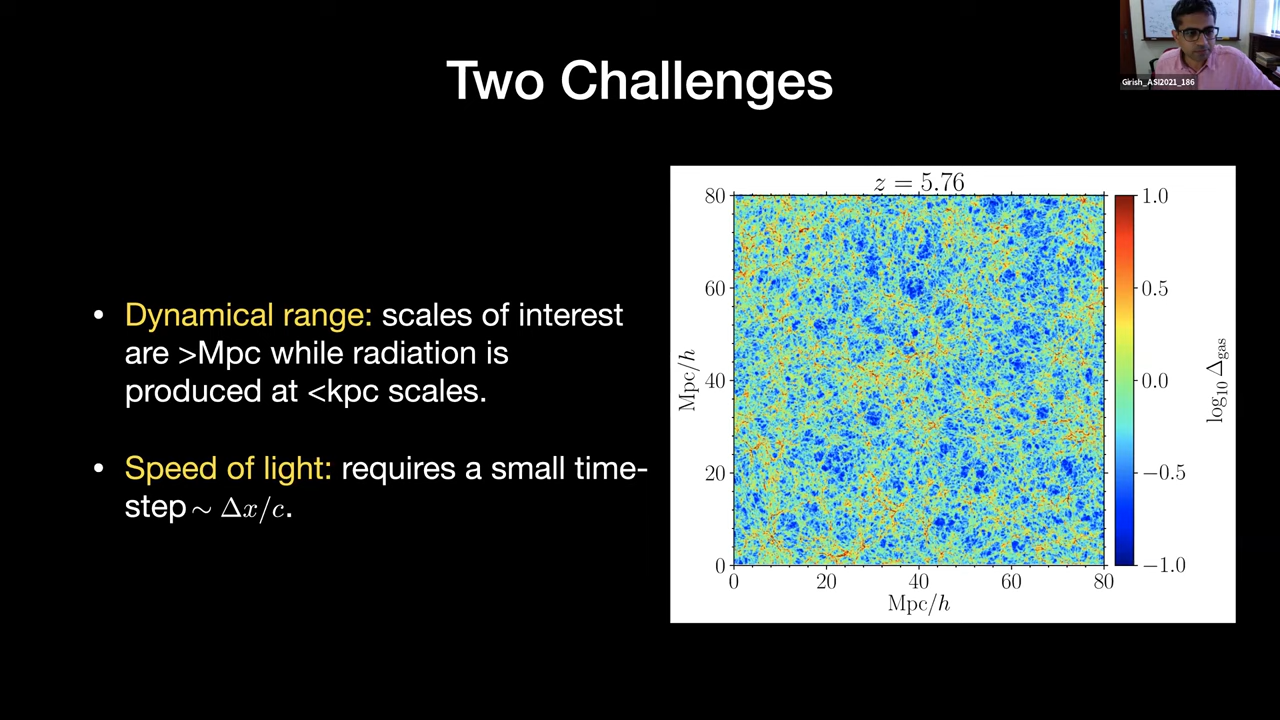 Two Challenges
Girish_ASI2021_186
• Dynamical range: scales of interest
are >Mpc while radiation is
produced at <kpc scales.
• Speed of light: requires a small time-
step ~ Δx/c.
z = 5.76
80
60
40
20
0
Mpc/h
0 20 40 60 80
Mpc/h
1.0
0.5
0.0
−0.5
−1.0
log₁₀ Δgas